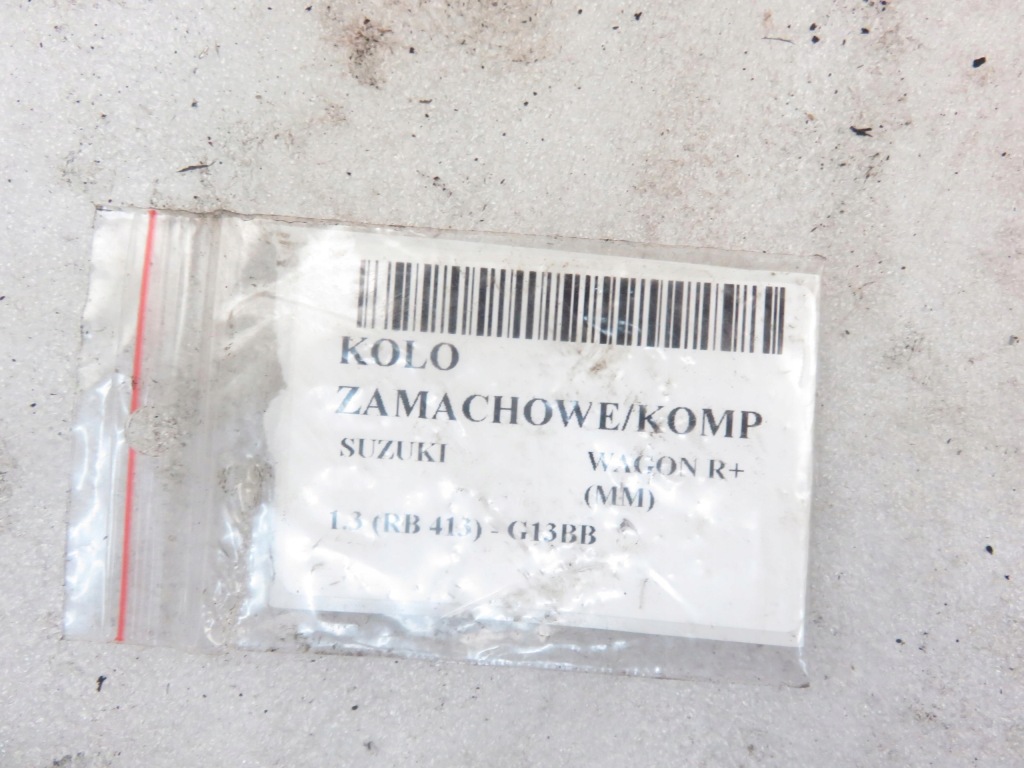 KOLO
ZAMACHOWE/KOMP
SUZUKI WAGON R+
(MM)
1.3 (RB 413) - G13BB